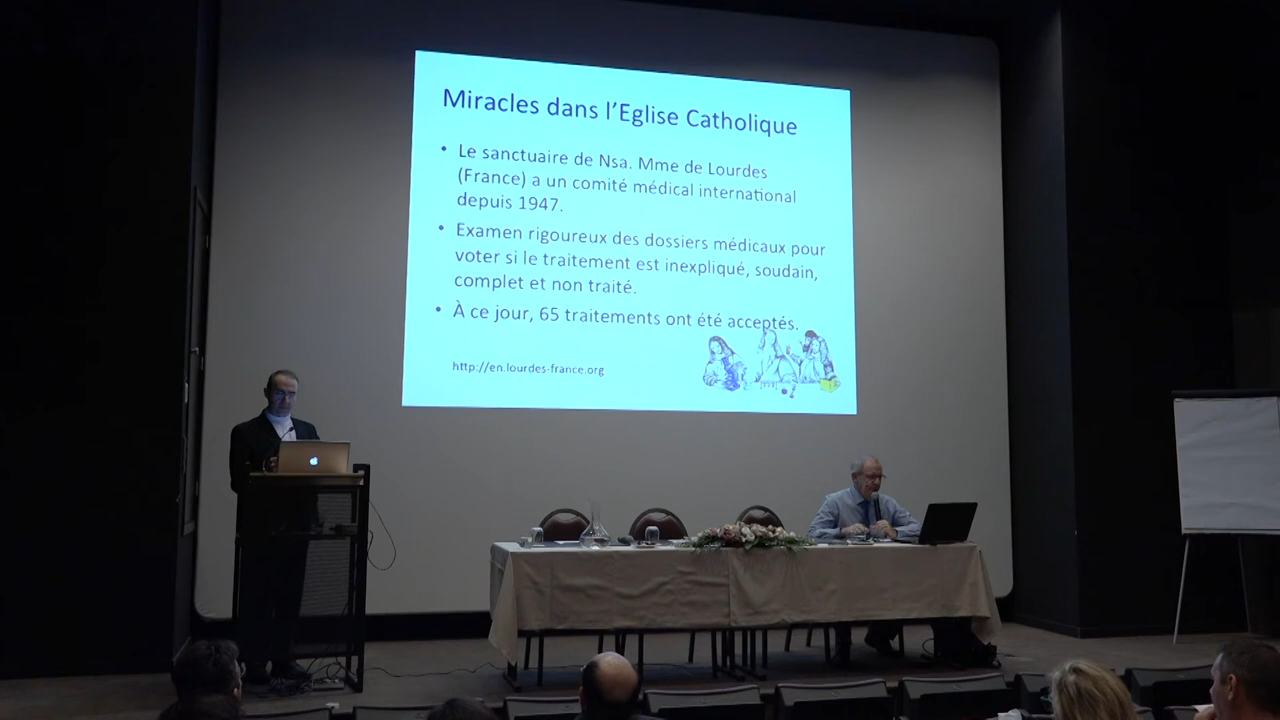 Miracles dans l'Eglise Catholique
• Le sanctuaire de Nsa. Mme de Lourdes
(France) a un comité médical international
depuis 1947.
• Examen rigoureux des dossiers médicaux pour
voter si le traitement est inexpliqué, soudain,
complet et non traité.
• À ce jour, 65 traitements ont été acceptés.
http://en.lourdes-france.org